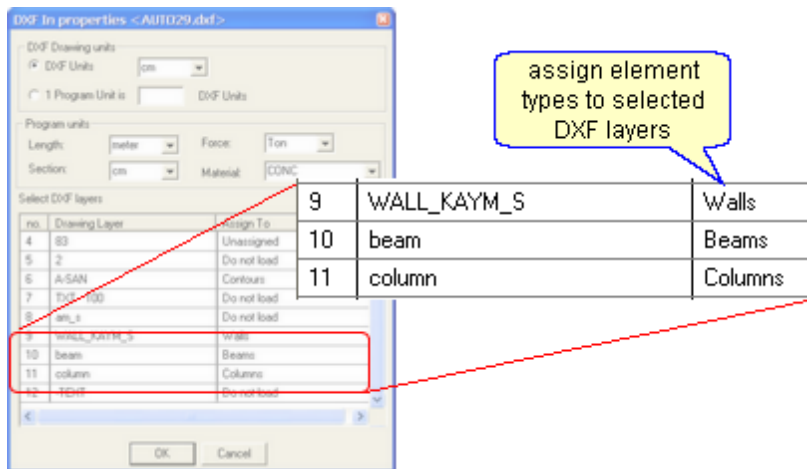 DXF In properties <AUTO29.dxf>
DXF Drawing units
DXF Units cm
1 Program Unit is DXF Units
Program units
Length: meter Force: Ton
Section: cm Material: CONC
Select DXF layers
no. Drawing Layer Assign To
4 83 Unassigned
5 2 Do not load
6 A-SAN Contours
7 TXT_100 Do not load
8 am_s Do not load
9 WALL_KAYM_S Walls
10 beam Beams
11 column Columns
12 Do not load
OK Cancel
assign element
types to selected
DXF layers
9 WALL_KAYM_S Walls
10 beam Beams
11 column Columns